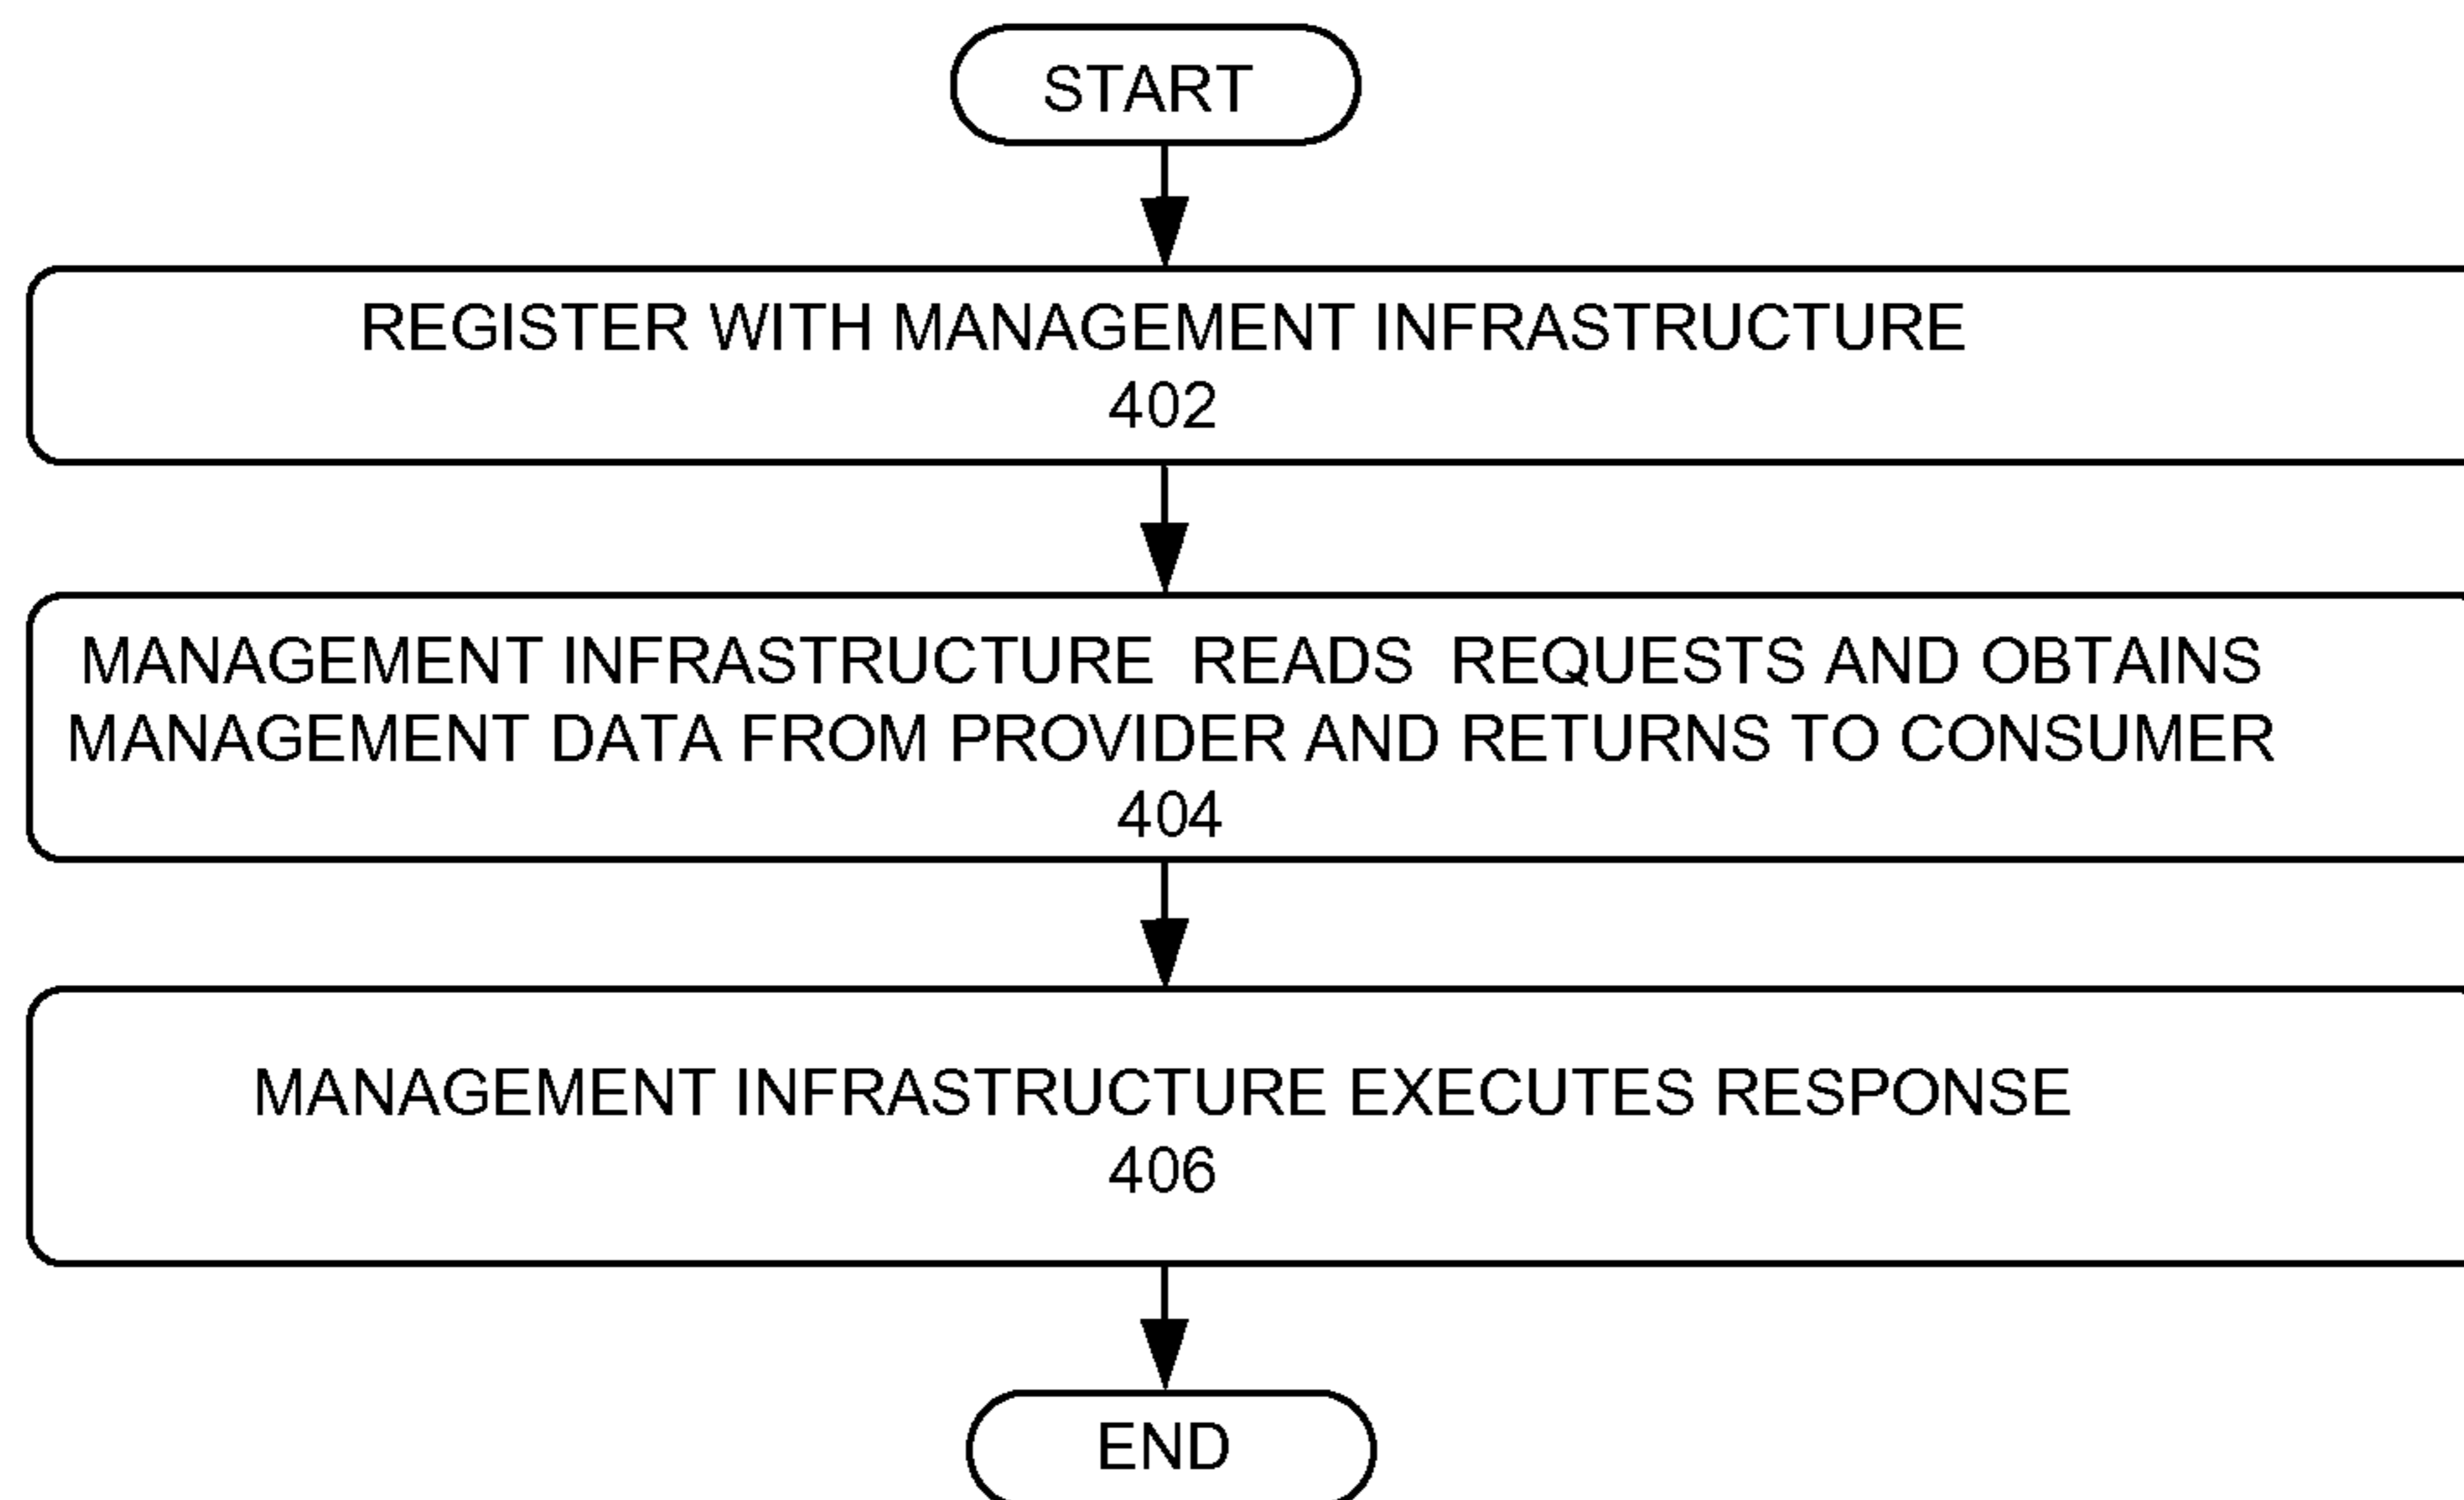 START
REGISTER WITH MANAGEMENT INFRASTRUCTURE
402
MANAGEMENT INFRASTRUCTURE READS REQUESTS AND OBTAINS
MANAGEMENT DATA FROM PROVIDER AND RETURNS TO CONSUMER
404
MANAGEMENT INFRASTRUCTURE EXECUTES RESPONSE
406
END